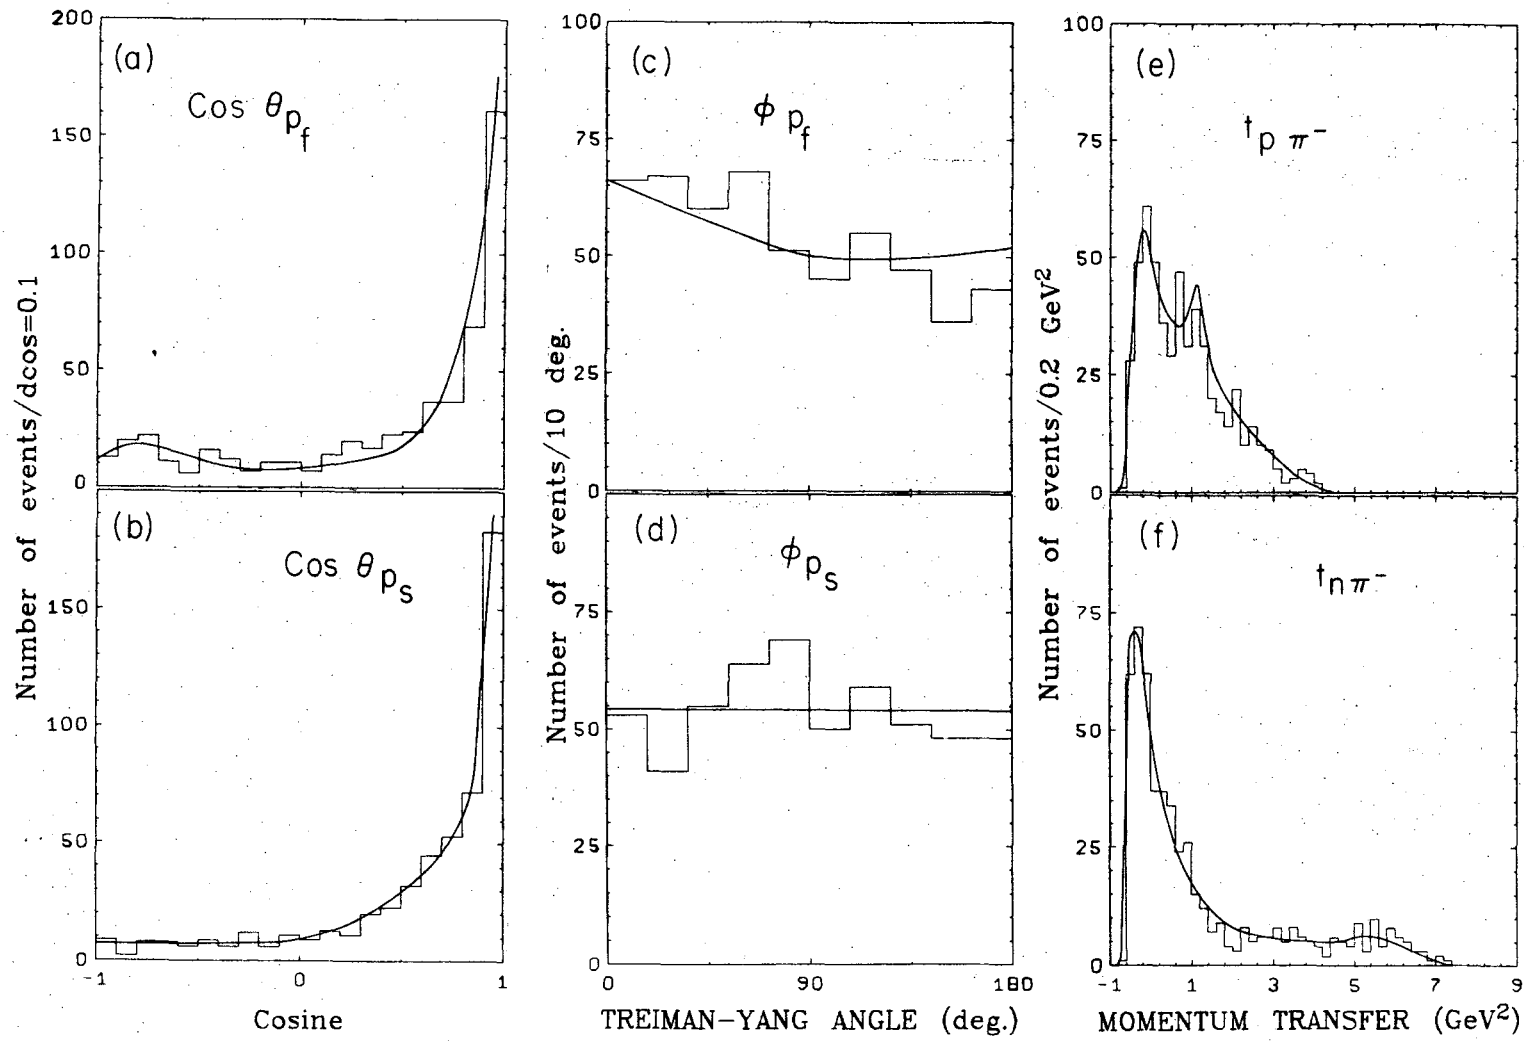 Number of events/dcos=0.1
200
150
100
50
0
(a)
Cos θpf
150
100
50
0
(b)
Cos θps
-1
0
1
Cosine
Number of events/10 deg.
100
75
50
25
0
(c)
ϕ pf
75
50
25
0
(d)
ϕps
0
90
180
TREIMAN-YANG ANGLE (deg.)
Number of events/0.2 GeV²
100
75
50
25
0
(e)
tp π⁻
75
50
25
0
(f)
tnπ⁻
-1
1
3
5
7
9
MOMENTUM TRANSFER (GeV²)